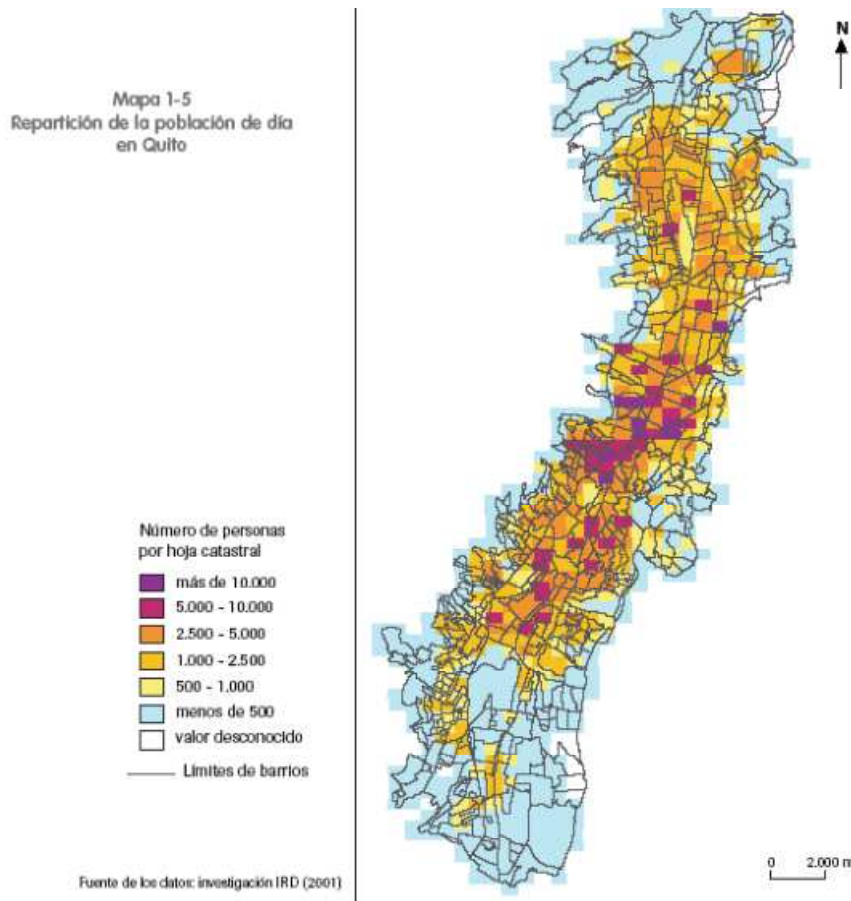 Mapa 1-5
Repartición de la población de día
en Quito
N
Número de personas
por hoja catastral
más de 10.000
5.000 - 10.000
2.500 - 5.000
1.000 - 2.500
500 - 1.000
menos de 500
valor desconocido
Límites de barrios
0 2.000 m
Fuente de los datos: investigación IRD (2001)